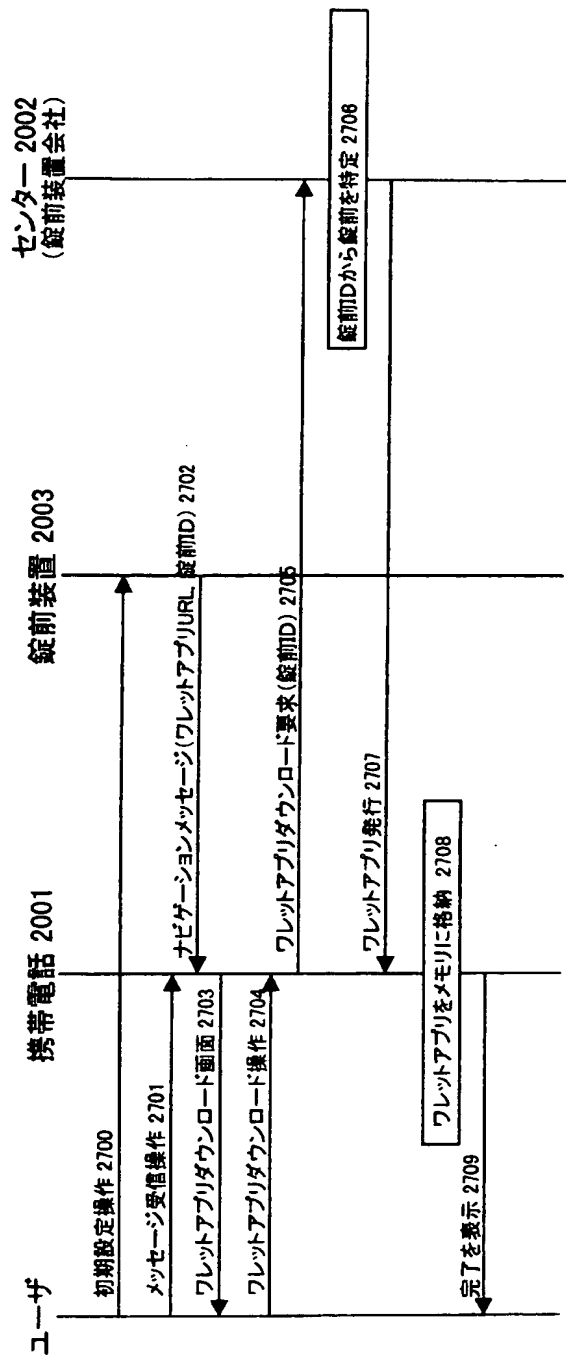 ユーザ
携帯電話 2001
錠前装置 2003
センター 2002
(錠前装置会社)
初期設定操作 2700
メッセージ受信操作 2701
ナビゲーションメッセージ(ワレットアプリURL, 錠前ID) 2702
ワレットアプリダウンロード画面 2703
ワレットアプリダウンロード操作 2704
ワレットアプリダウンロード要求(錠前ID) 2705
錠前IDから錠前を特定 2706
ワレットアプリ発行 2707
ワレットアプリをメモリに格納 2708
完了を表示 2709